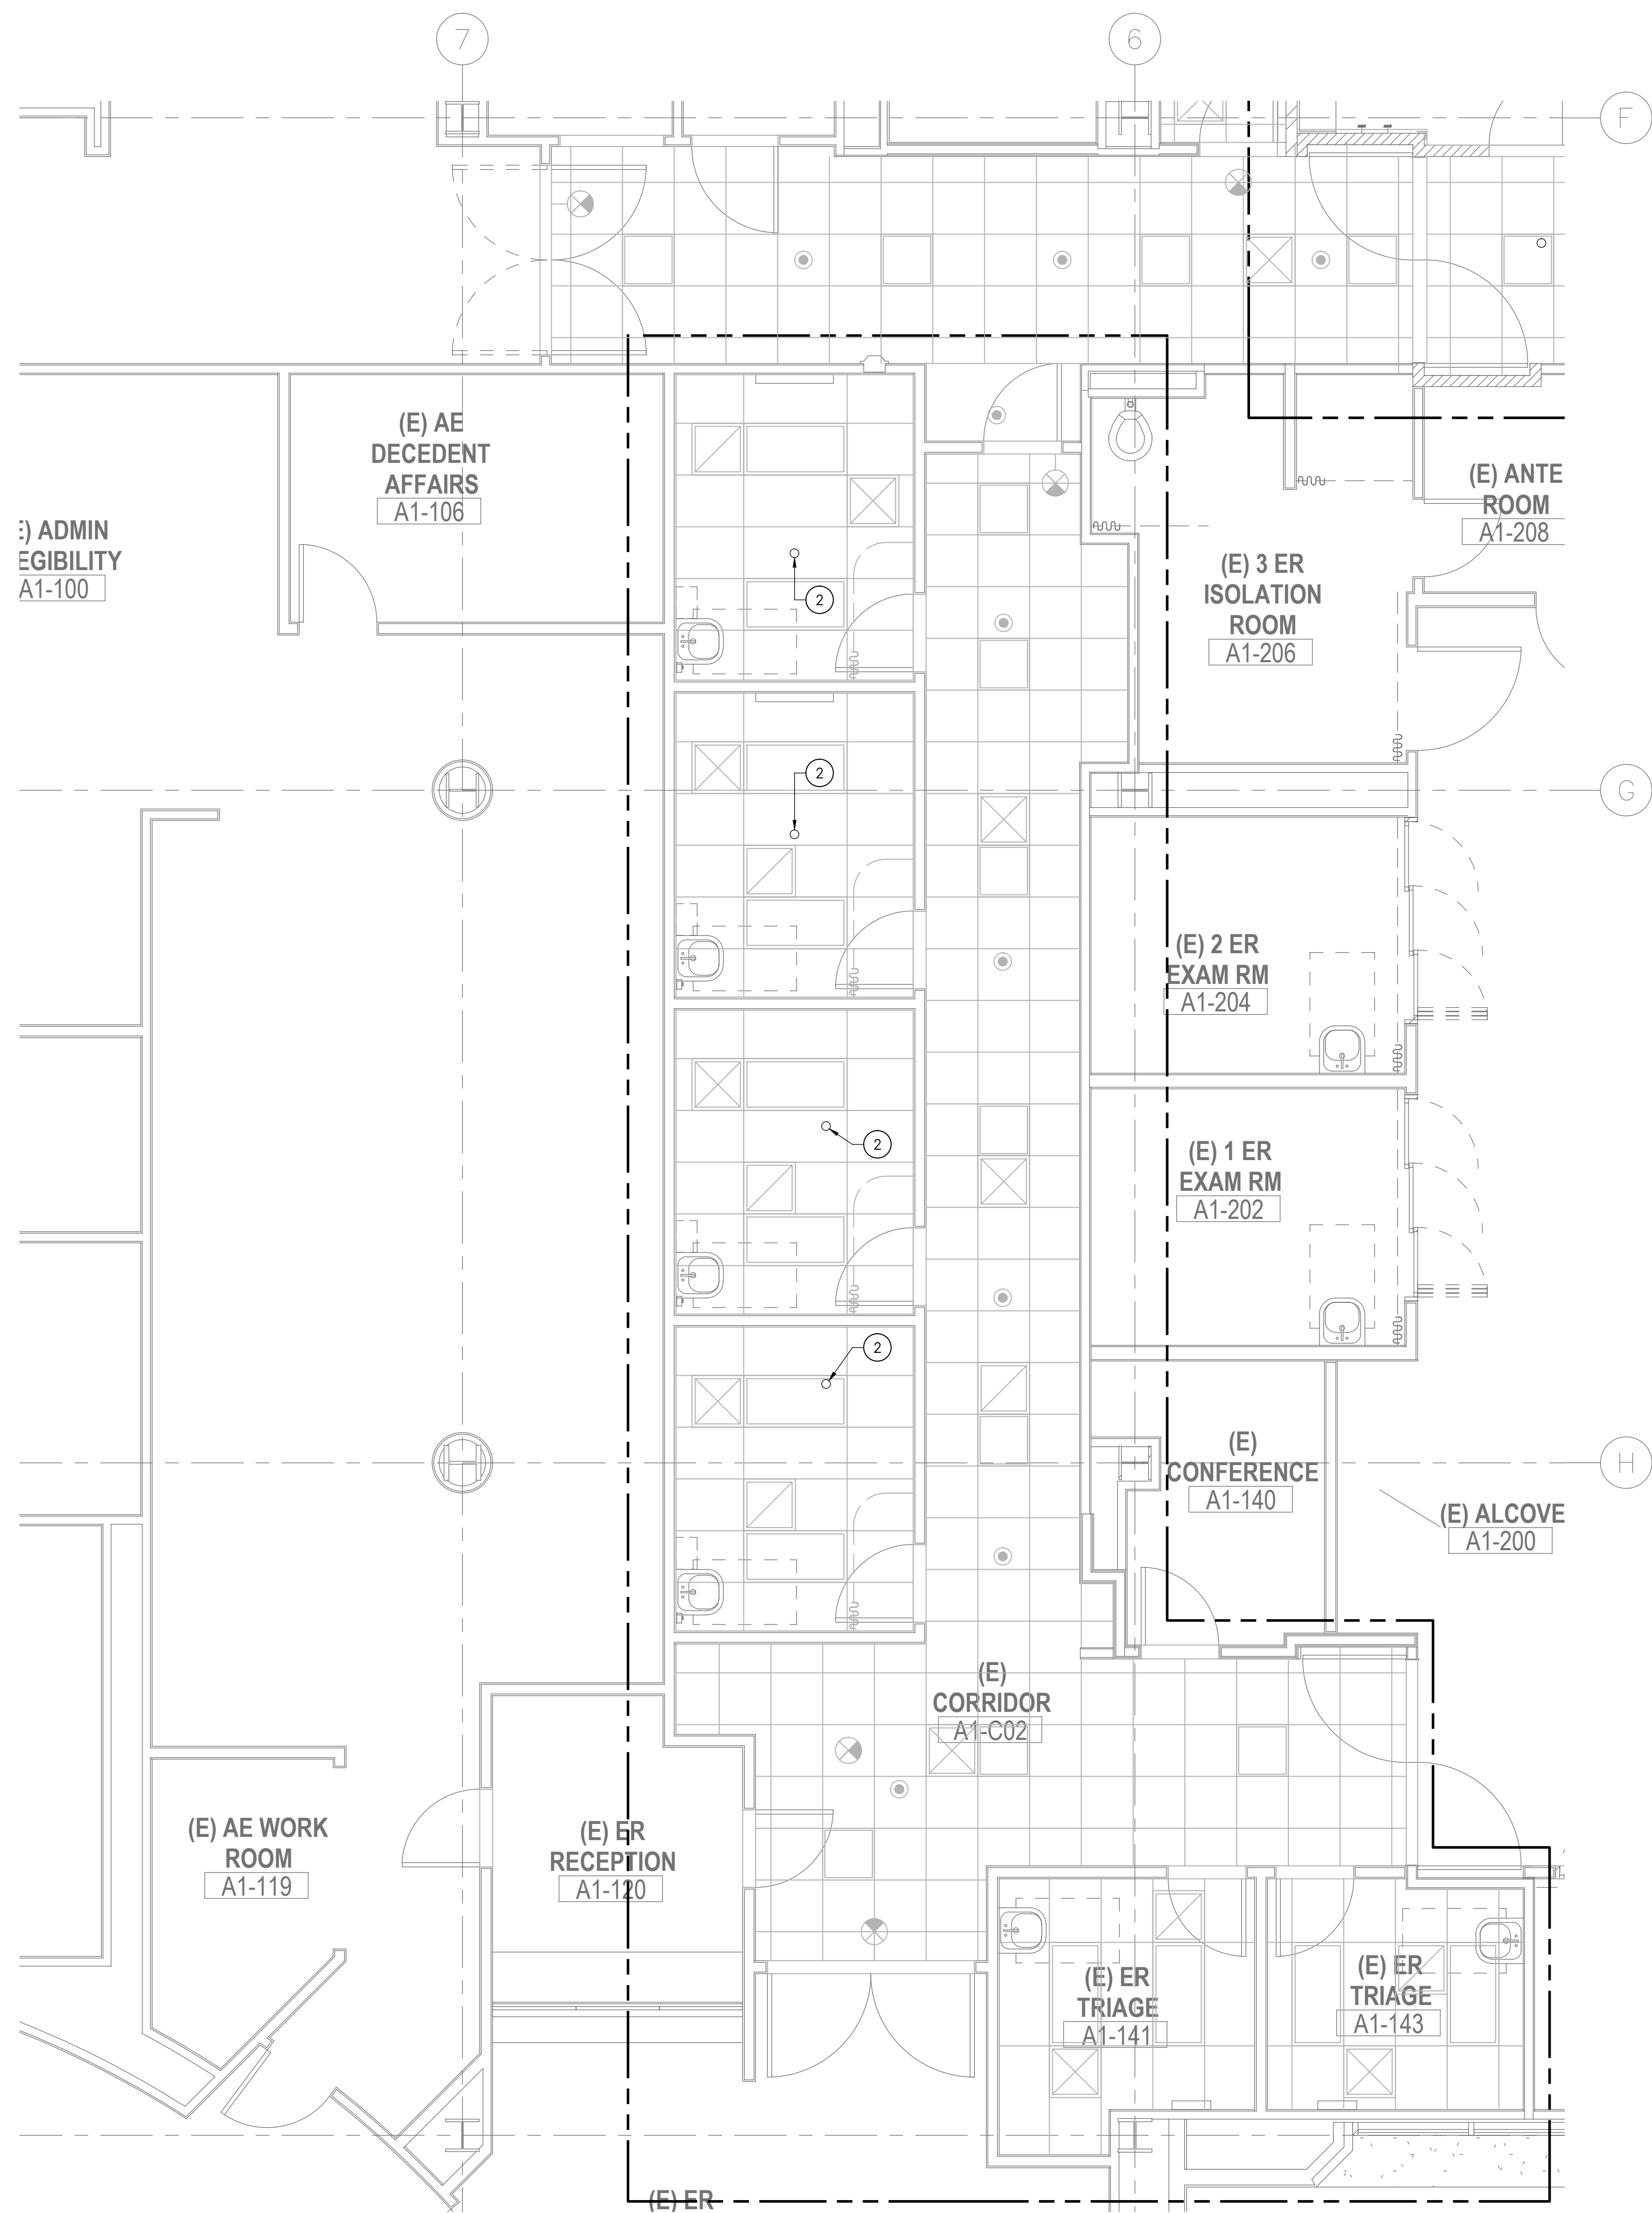 7
6
F
(E) AE
DECEDENT
AFFAIRS
A1-106
E) ADMIN
EGIBILITY
A1-100
(E) ANTE
ROOM
A1-208
(E) 3 ER
ISOLATION
ROOM
A1-206
2
2
G
(E) 2 ER
EXAM RM
A1-204
2
(E) 1 ER
EXAM RM
A1-202
2
(E)
CONFERENCE
A1-140
H
(E) ALCOVE
A1-200
(E)
CORRIDOR
A1-C02
(E) AE WORK
ROOM
A1-119
(E) ER
RECEPTION
A1-120
(E) ER
TRIAGE
A1-141
(E) ER
TRIAGE
A1-143
(E) ER